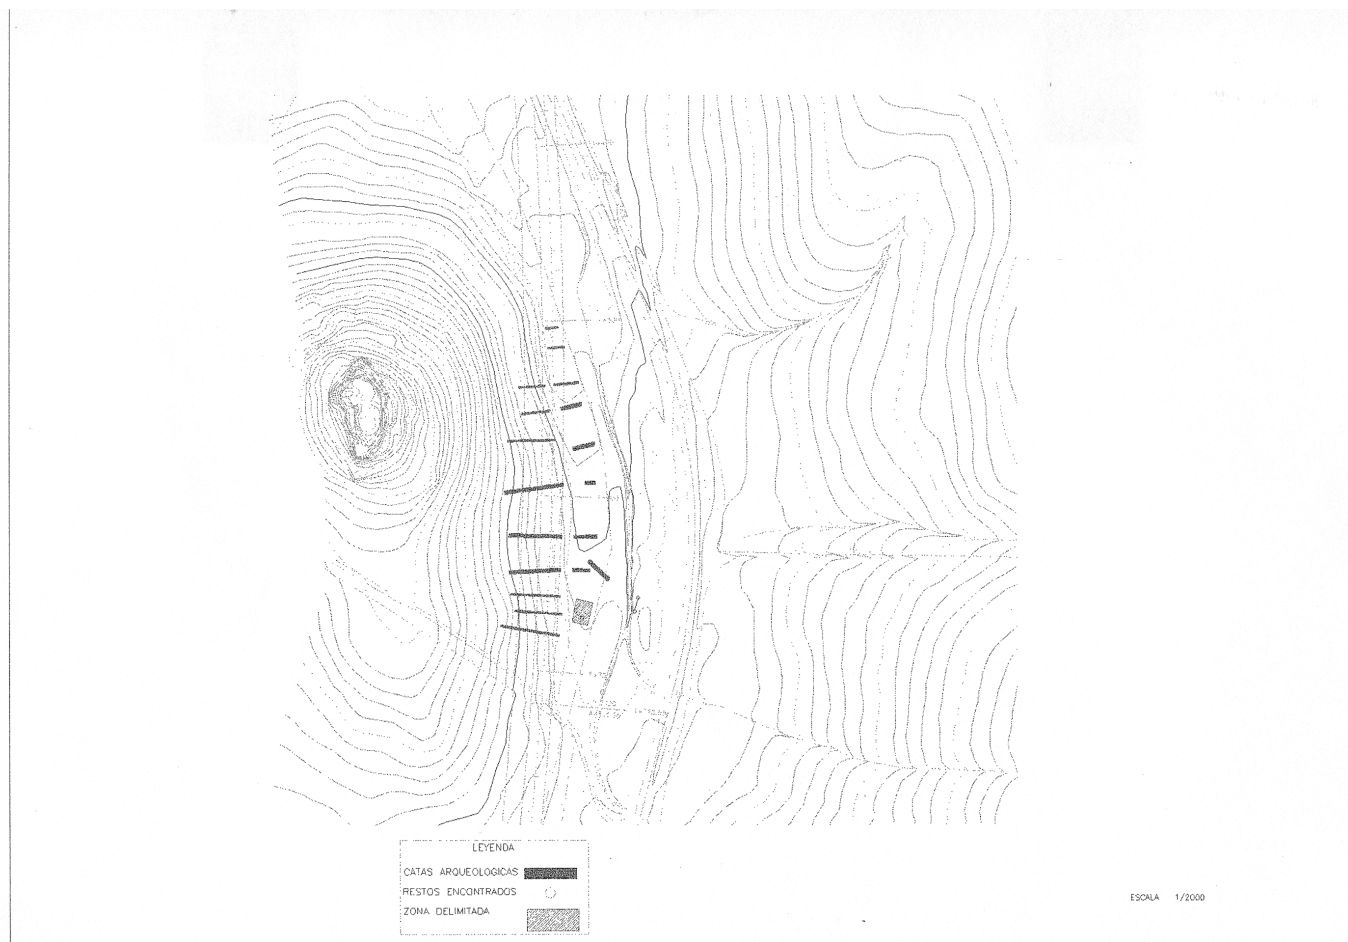 LEYENDA
CATAS ARQUEOLOGICAS
RESTOS ENCONTRADOS
ZONA DELIMITADA
ESCALA 1/2000